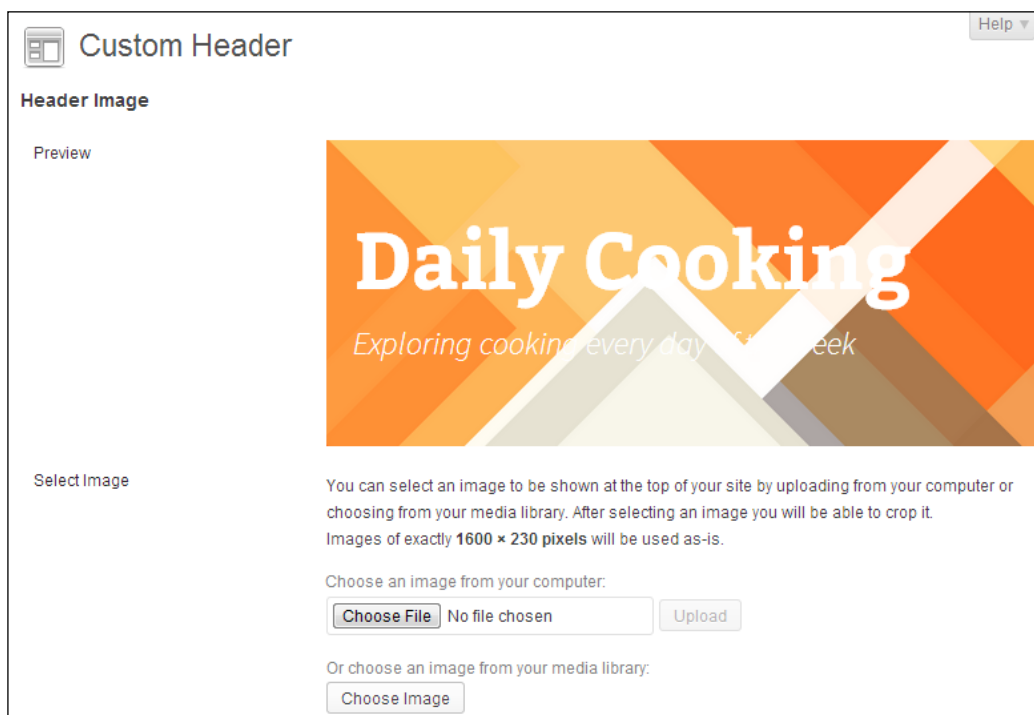 Help
Custom Header
Header Image
Preview
Daily Cooking
Exploring cooking every day of the week
Select Image
You can select an image to be shown at the top of your site by uploading from your computer or
choosing from your media library. After selecting an image you will be able to crop it.
Images of exactly 1600 × 230 pixels will be used as-is.
Choose an image from your computer:
Choose File No file chosen Upload
Or choose an image from your media library:
Choose Image